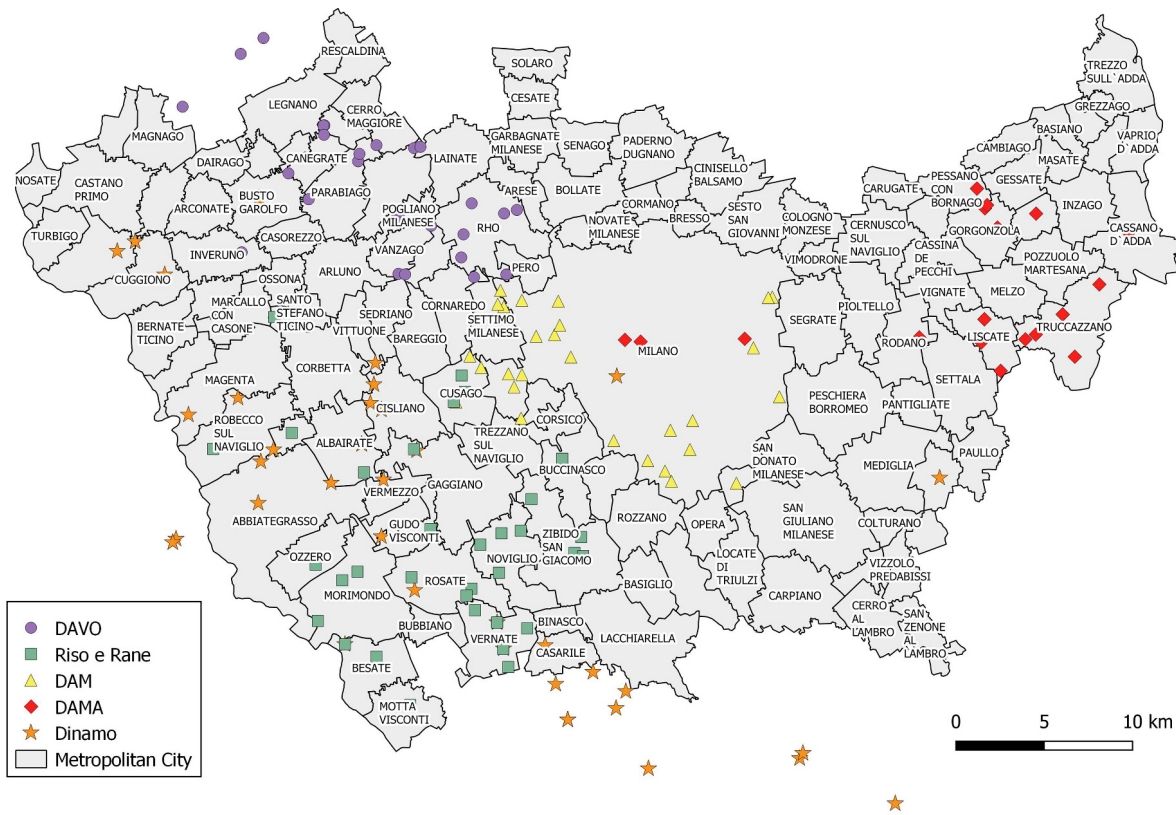 RESCALDINA
SOLARO
TREZZO
SULL`ADDA
LEGNANO
CERRO
MAGGIORE
CESATE
GREZZAGO
MAGNAGO
GARBAGNATE
MILANESE
SENAGO
PADERNO
DUGNANO
BASIANO
VAPRIO
D`ADDA
DAIRAGO
CANEGRATE
LAINATE
CAMBIAGO
MASATE
NOSATE
CASTANO
PRIMO
CINISELLO
BALSAMO
PESSANO
CON
BORNAGO
GESSATE
ARCONATE
BUSTO
GAROLFO
PARABIAGO
ARESE
BOLLATE
CARUGATE
INZAGO
POGLIANO
MILANESE
CORMANO
SESTO
SAN
GIOVANNI
COLOGNO
MONZESE
NOVATE
MILANESE
BRESSO
CERNUSCO
SUL
NAVIGLIO
GORGONZOLA
CASSANO
D`ADDA
TURBIGO
CASOREZZO
RHO
INVERUNO
VANZAGO
VIMODRONE
CASSINA
DE
PECCHI
POZZUOLO
MARTESANA
CUGGIONO
OSSONA
ARLUNO
PERO
VIGNATE
MELZO
MARCALLO
CON
CASONE
SANTO
STEFANO
TICINO
CORNAREDO
SEDRIANO
PIOLTELLO
BERNATE
TICINO
VITTUONE
BAREGGIO
SETTIMO
MILANESE
SEGRATE
TRUCCAZZANO
RODANO
LISCATE
MILANO
CORBETTA
MAGENTA
SETTALA
CUSAGO
PESCHIERA
BORROMEO
PANTIGLIATE
CISLIANO
ROBECCO
SUL
NAVIGLIO
CORSICO
ALBAIRATE
TREZZANO
SUL
NAVIGLIO
SAN
DONATO
MILANESE
PAULLO
BUCCINASCO
MEDIGLIA
GAGGIANO
VERMEZZO
ABBIATEGRASSO
ROZZANO
SAN
GIULIANO
MILANESE
GUDO
VISCONTI
OPERA
COLTURANO
ZIBIDO
SAN
GIACOMO
OZZERO
NOVIGLIO
LOCATE
DI
TRIULZI
VIZZOLO
PREDABISSI
ROSATE
BASIGLIO
MORIMONDO
CARPIANO
CERRO
AL
LAMBRO
SAN
ZENONE
AL
LAMBRO
BUBBIANO
BINASCO
VERNATE
LACCHIARELLA
CASARILE
BESATE
MOTTA
VISCONTI
DAVO
Riso e Rane
DAM
DAMA
Dinamo
Metropolitan City
0 5 10 km